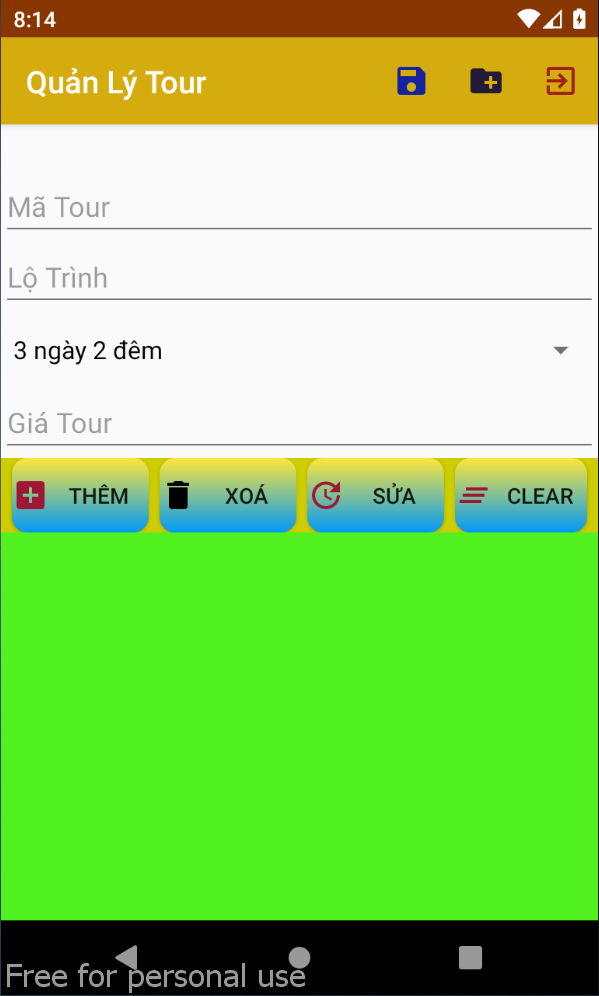 8:14
Quản Lý Tour
Mã Tour
Lộ Trình
3 ngày 2 đêm
Giá Tour
THÊM XOÁ SỬA CLEAR
Free for personal use